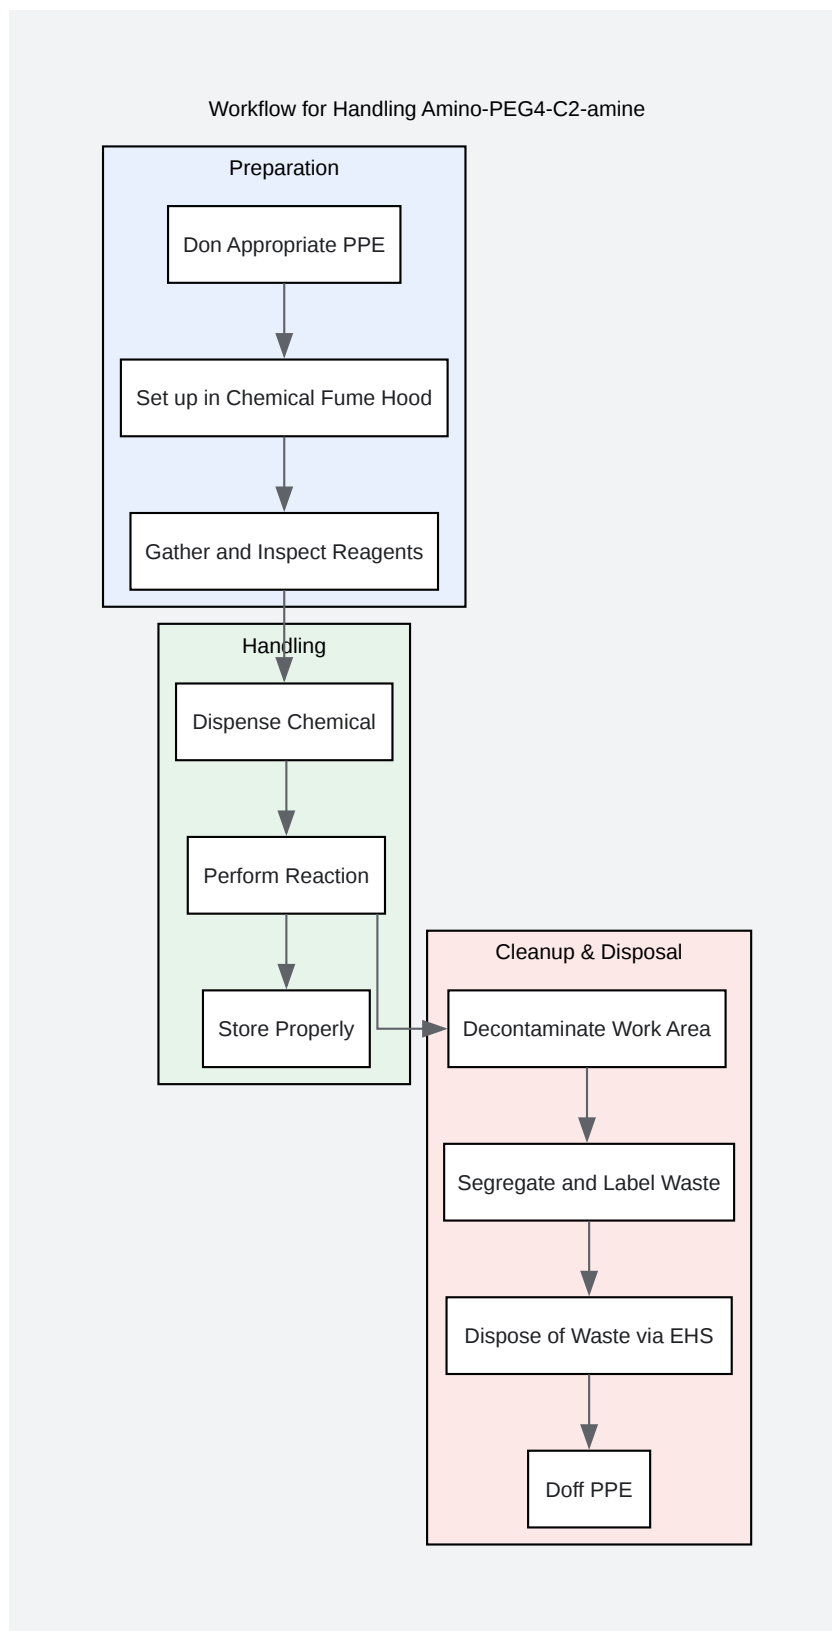 Workflow for Handling Amino-PEG4-C2-amine
Preparation
Don Appropriate PPE
Set up in Chemical Fume Hood
Gather and Inspect Reagents
Handling
Dispense Chemical
Perform Reaction
Store Properly
Cleanup & Disposal
Decontaminate Work Area
Segregate and Label Waste
Dispose of Waste via EHS
Doff PPE